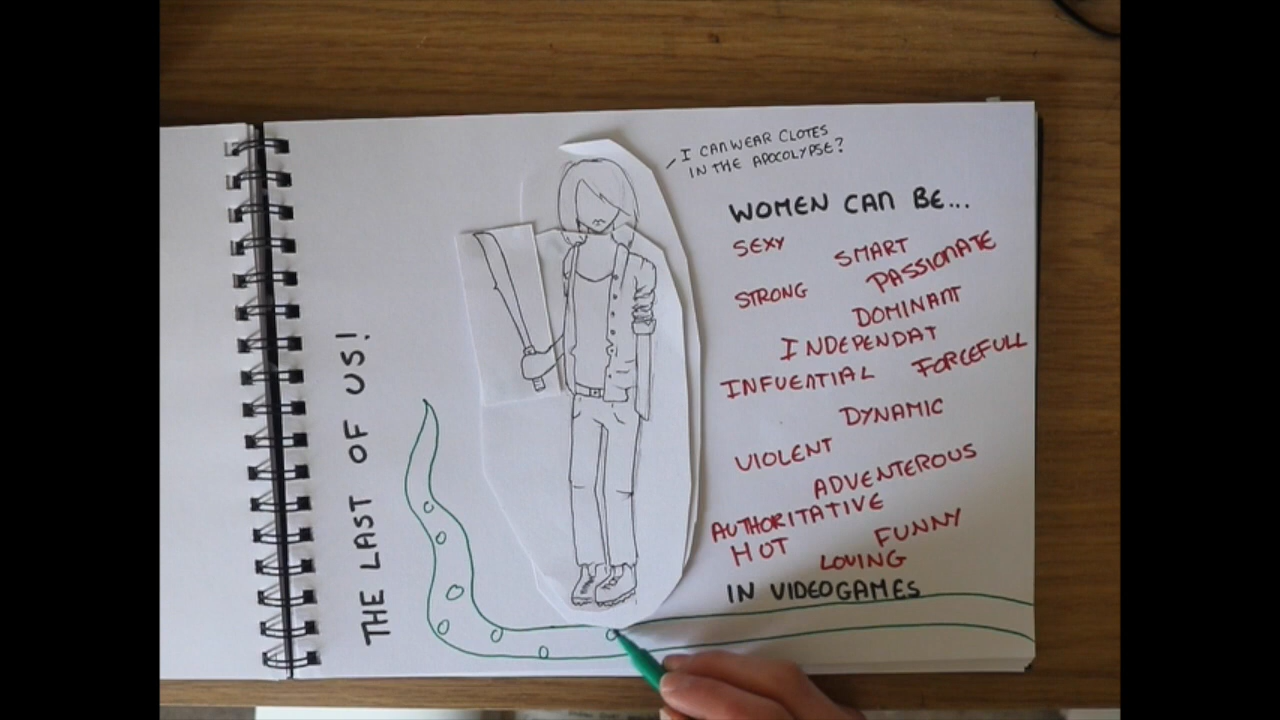 THE LAST OF US!
I CAN WEAR CLOTES
IN THE APOCOLYPSE?
WOMEN CAN BE...
SEXY
SMART
PASSIONATE
STRONG
DOMINANT
INDEPENDAT
INFUENTIAL
FORCEFULL
DYNAMIC
VIOLENT
ADVENTEROUS
AUTHORITATIVE
HOT
FUNNY
LOVING
IN VIDEOGAMES